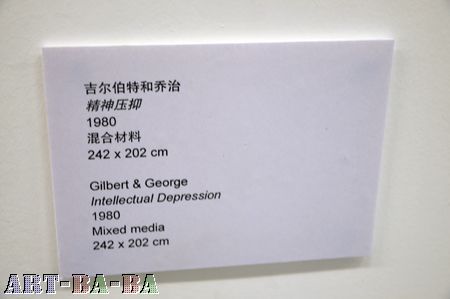 吉尔伯特和乔治
精神压抑
1980
混合材料
242 x 202 cm
Gilbert & George
Intellectual Depression
1980
Mixed media
242 x 202 cm
ART-BA-BA